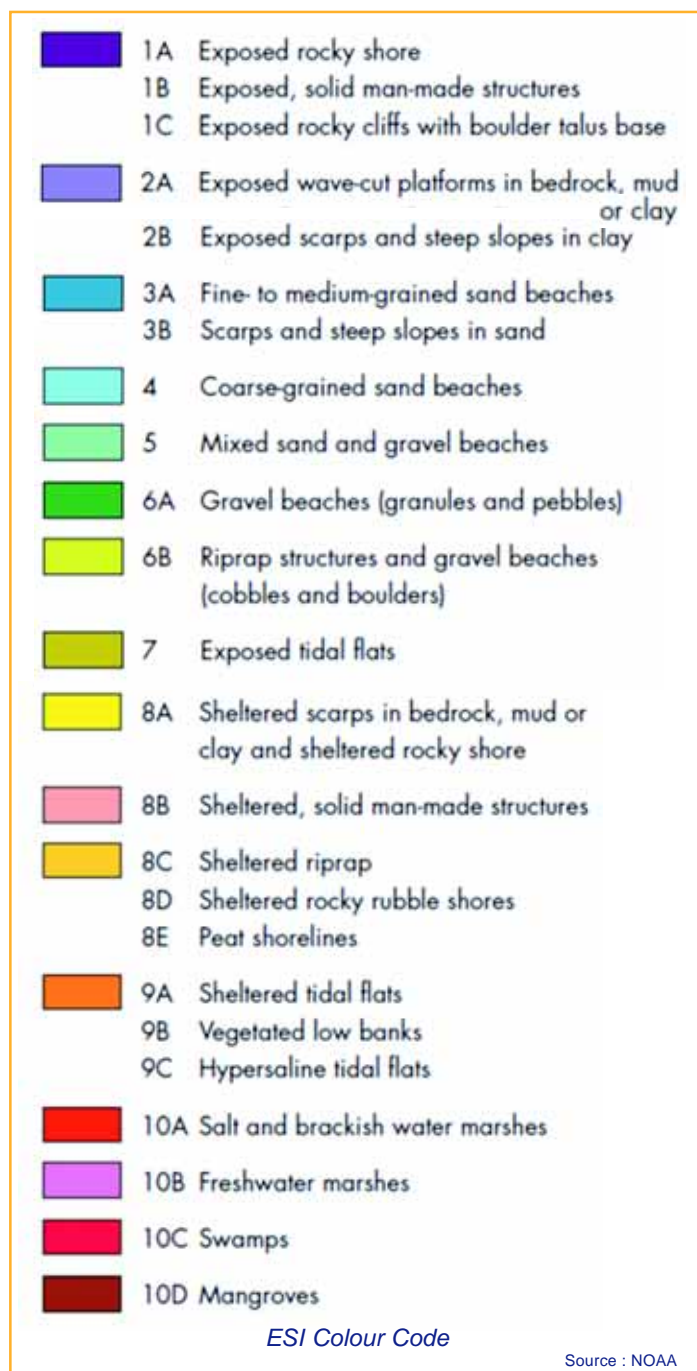 1A Exposed rocky shore
1B Exposed, solid man-made structures
1C Exposed rocky cliffs with boulder talus base
2A Exposed wave-cut platforms in bedrock, mud
or clay
2B Exposed scarps and steep slopes in clay
3A Fine- to medium-grained sand beaches
3B Scarps and steep slopes in sand
4 Coarse-grained sand beaches
5 Mixed sand and gravel beaches
6A Gravel beaches (granules and pebbles)
6B Riprap structures and gravel beaches
(cobbles and boulders)
7 Exposed tidal flats
8A Sheltered scarps in bedrock, mud or
clay and sheltered rocky shore
8B Sheltered, solid man-made structures
8C Sheltered riprap
8D Sheltered rocky rubble shores
8E Peat shorelines
9A Sheltered tidal flats
9B Vegetated low banks
9C Hypersaline tidal flats
10A Salt and brackish water marshes
10B Freshwater marshes
10C Swamps
10D Mangroves
ESI Colour Code
Source : NOAA